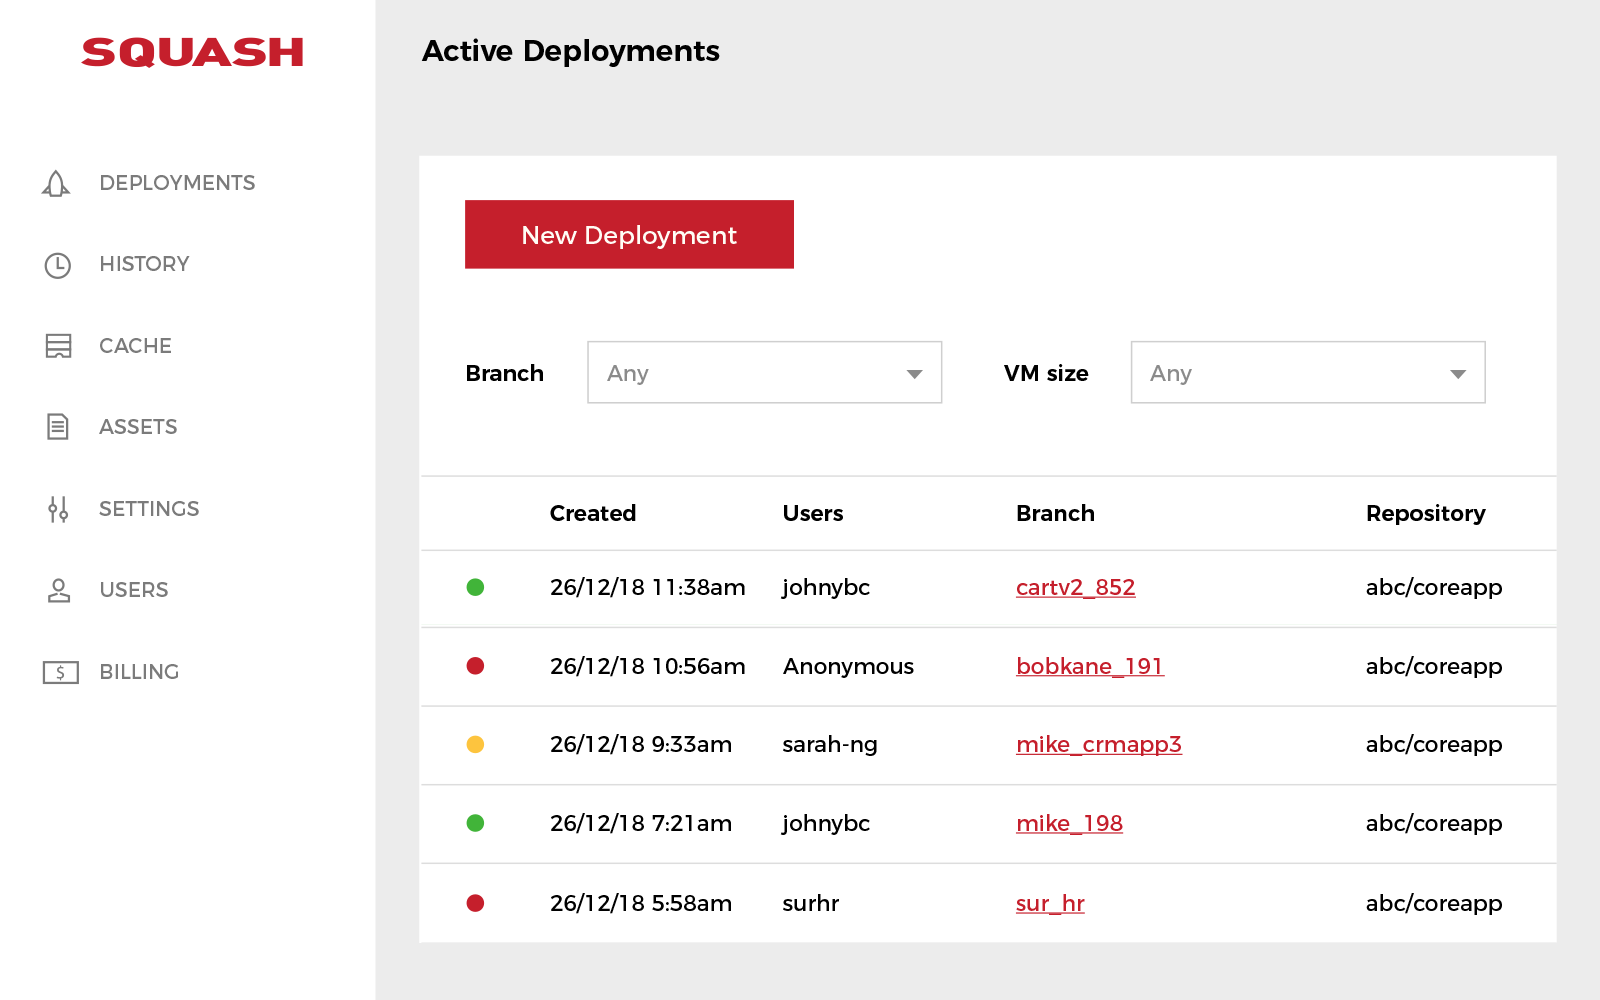 SQUASH
DEPLOYMENTS
HISTORY
CACHE
ASSETS
SETTINGS
USERS
$
BILLING
Active Deployments
New Deployment
Branch Any VM size Any
Created Users Branch Repository
26/12/18 11:38am johnybc cartv2_852 abc/coreapp
26/12/18 10:56am Anonymous bobkane_191 abc/coreapp
26/12/18 9:33am sarah-ng mike_crmapp3 abc/coreapp
26/12/18 7:21am johnybc mike_198 abc/coreapp
26/12/18 5:58am surhr sur_hr abc/coreapp